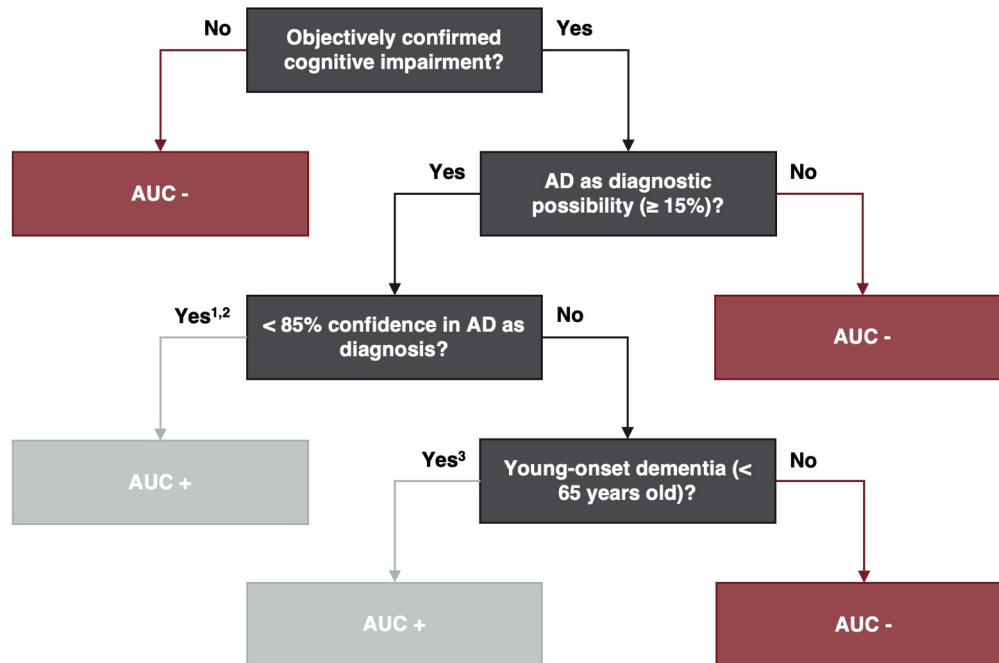 No
Objectively confirmed
cognitive impairment?
Yes
AUC -
Yes
AD as diagnostic
possibility (≥ 15%)?
No
Yes¹,²
< 85% confidence in AD as
diagnosis?
No
AUC -
AUC +
Yes³
Young-onset dementia (<
65 years old)?
No
AUC +
AUC -